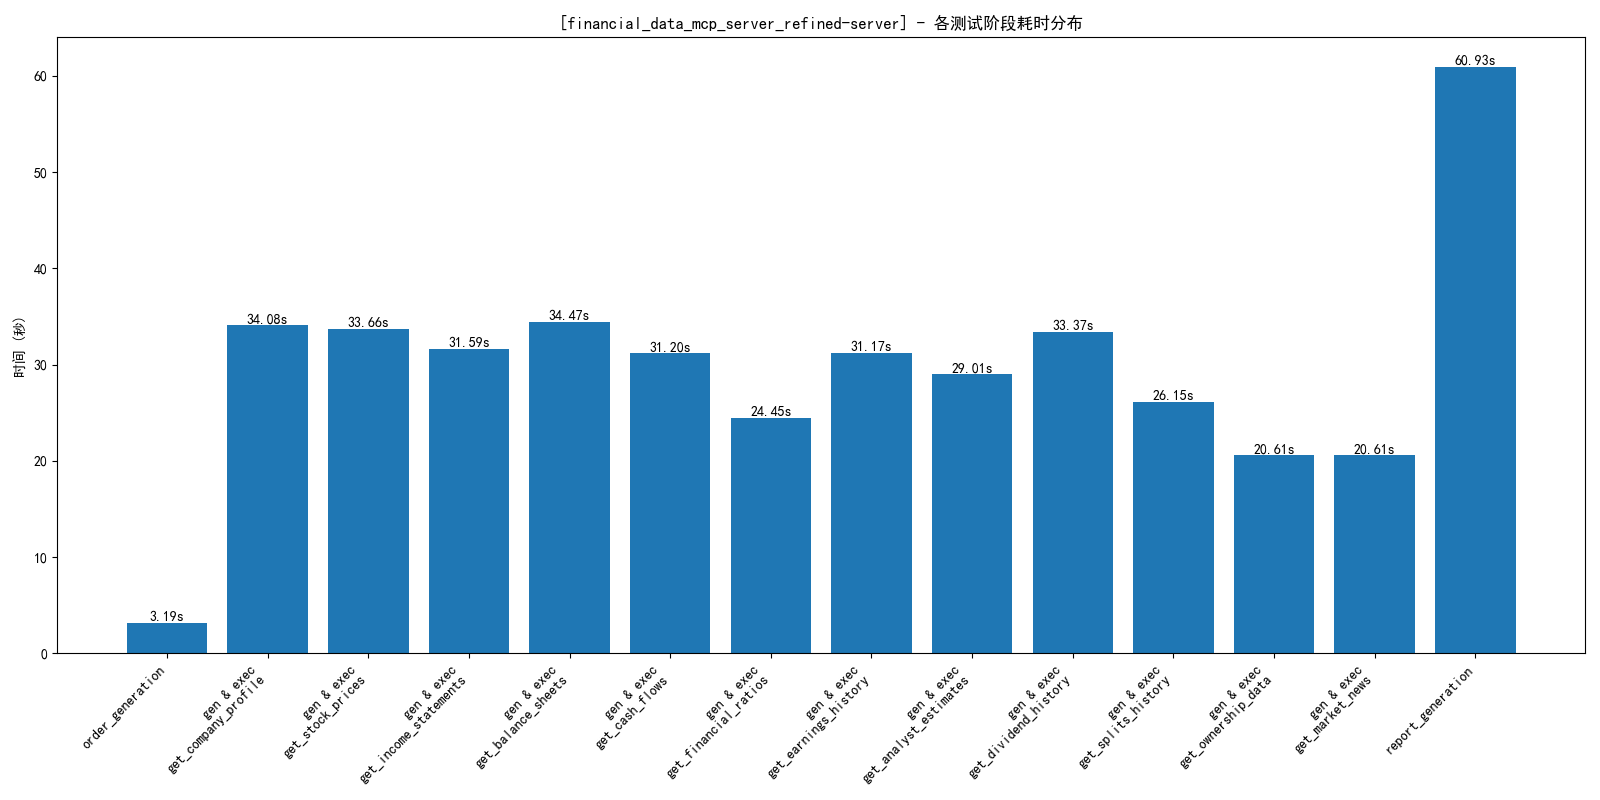 [financial_data_mcp_server_refined-server] - 各测试阶段耗时分布
时间 (秒)
60
50
40
30
20
10
0
3.19s
34.08s
33.66s
31.59s
34.47s
31.20s
24.45s
31.17s
29.01s
33.37s
26.15s
20.61s
20.61s
60.93s
order_generation
gen & exec
get_company_profile
gen & exec
get_stock_prices
gen & exec
get_income_statements
gen & exec
get_balance_sheets
gen & exec
get_cash_flows
gen & exec
get_financial_ratios
gen & exec
get_earnings_history
gen & exec
get_analyst_estimates
gen & exec
get_dividend_history
gen & exec
get_splits_history
gen & exec
get_ownership_data
gen & exec
get_market_news
report_generation